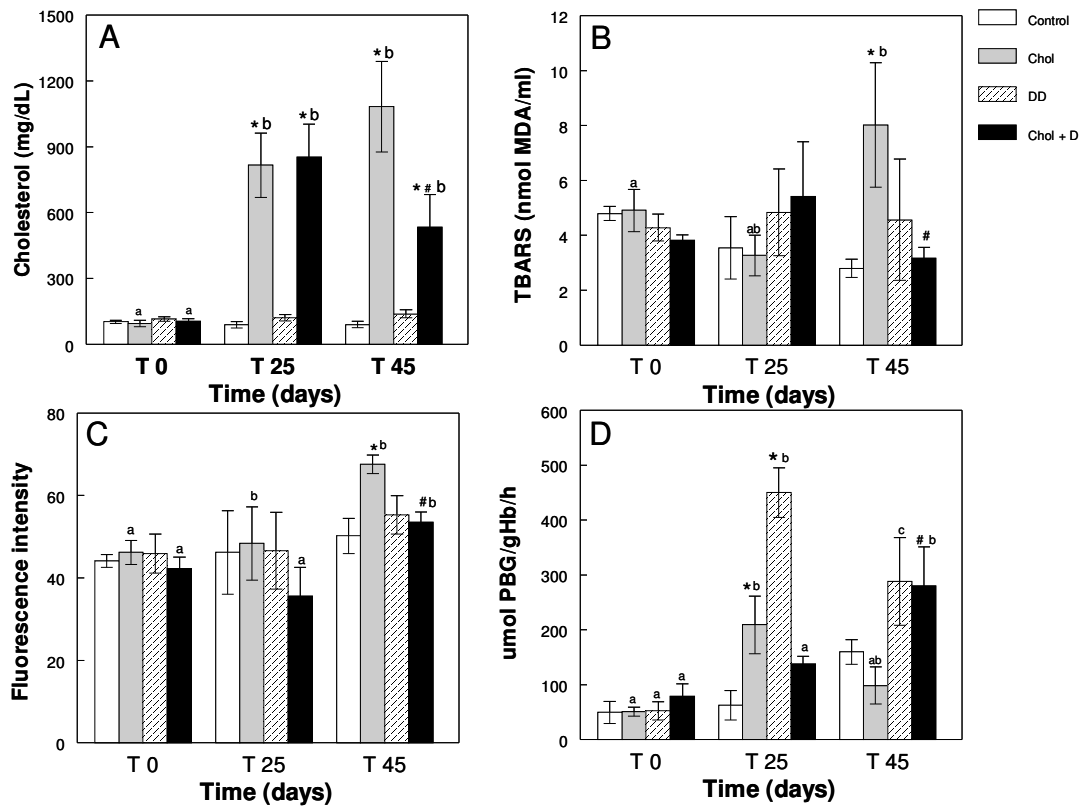 A
Cholesterol (mg/dL)
1500
1200
900
600
300
0
a
a
* b
* b
* b
* # b
T 0
T 25
T 45
Time (days)
B
TBARS (nmol MDA/ml)
12
10
8
6
4
2
0
a
ab
* b
#
T 0
T 25
T 45
Time (days)
Control
Chol
DD
Chol + D
C
Fluorescence intensity
80
60
40
20
0
a
a
b
a
* b
# b
T 0
T 25
T 45
Time (days)
D
umol PBG/gHb/h
600
500
400
300
200
100
0
a
a
a
* b
* b
a
ab
c
# b
T 0
T 25
T 45
Time (days)